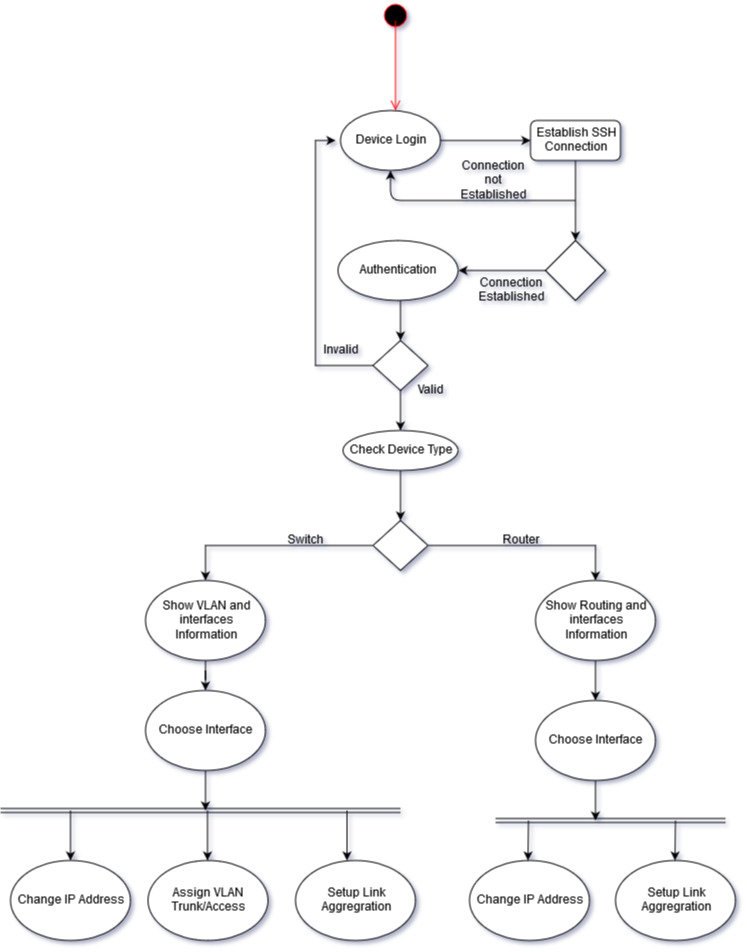 Device Login
Establish SSH
Connection
Connection
not
Established
Authentication
Connection
Established
Invalid
Valid
Check Device Type
Switch
Router
Show VLAN and
interfaces
Information
Show Routing and
interfaces
Information
Choose Interface
Choose Interface
Change IP Address
Assign VLAN
Trunk/Access
Setup Link
Aggregration
Change IP Address
Setup Link
Aggregration